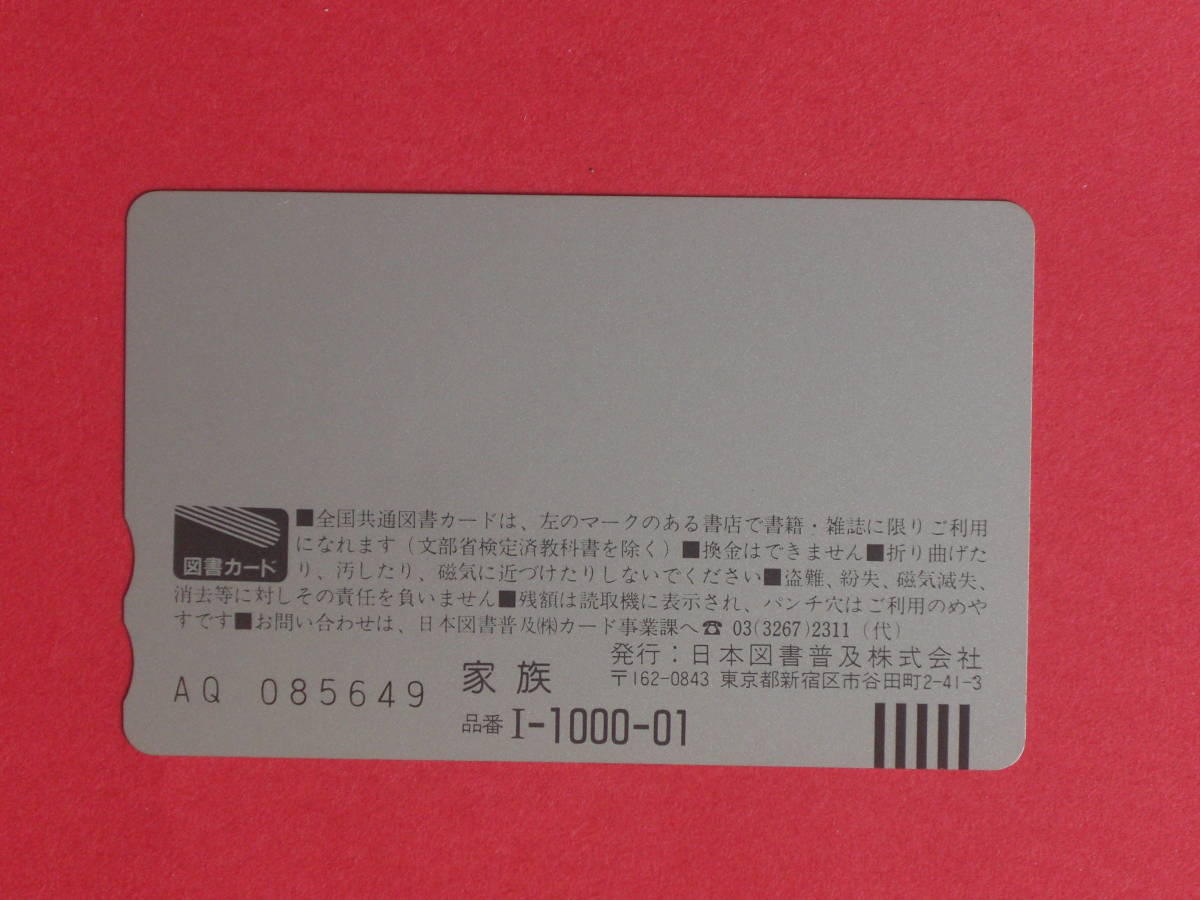 ■全国共通図書カードは、左のマークのある書店で書籍・雑誌に限りご利用
になれます（文部省検定済教科書を除く）■換金はできません■折り曲げた
図書カード
り、汚したり、磁気に近づけたりしないでください■盗難、紛失、磁気滅失、
消去等に対しその責任を負いません■残額は読取機に表示され、パンチ穴はご利用のめや
すです■お問い合わせは、日本図書普及㈱カード事業課へ☎ 03(3267)2311（代）
発行：日本図書普及株式会社
〒162-0843 東京都新宿区市谷田町2-41-3
AQ 085649
家族
品番 I-1000-01